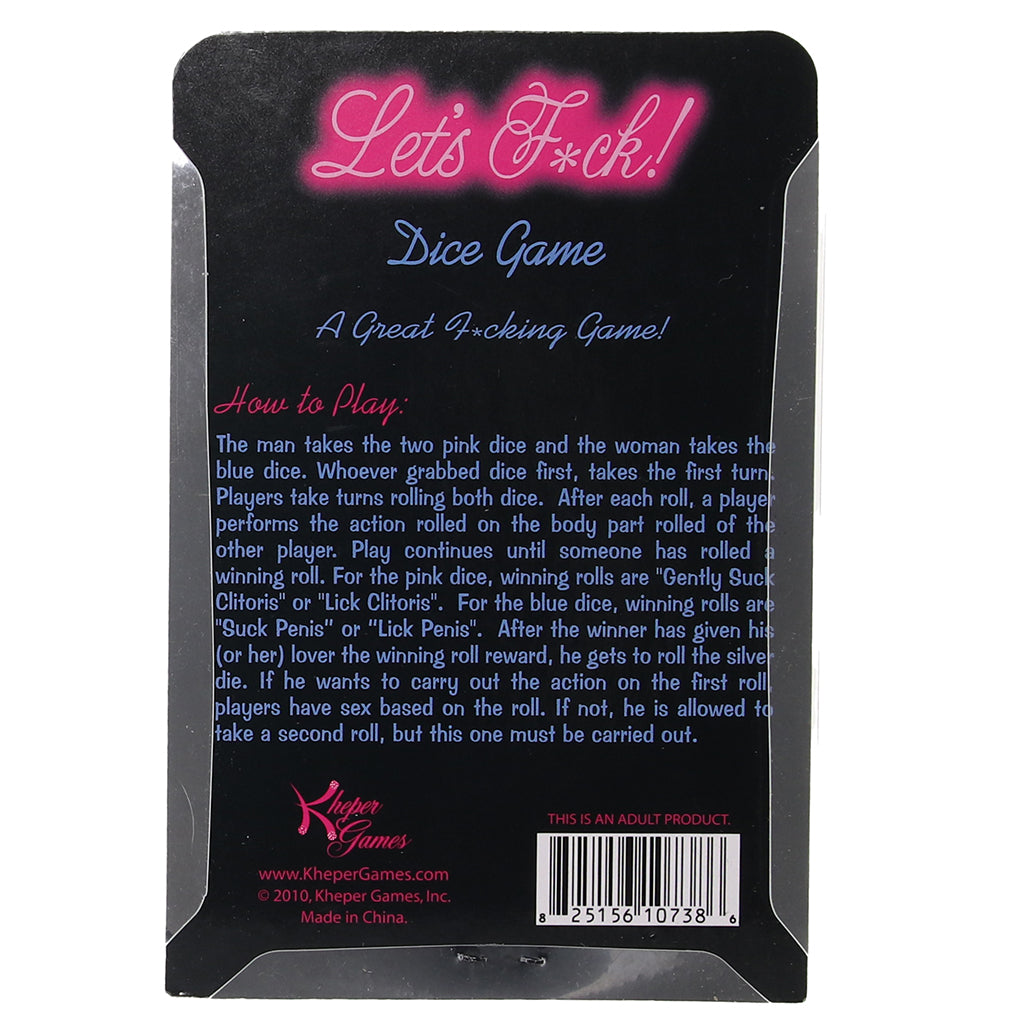 Let's F*ck!
Dice Game
A Great F*cking Game!
How to Play:
The man takes the two pink dice and the woman takes the
blue dice. Whoever grabbed dice first, takes the first turn.
Players take turns rolling both dice. After each roll, a player
performs the action rolled on the body part rolled of the
other player. Play continues until someone has rolled a
winning roll. For the pink dice, winning rolls are "Gently Suck
Clitoris" or "Lick Clitoris". For the blue dice, winning rolls are
"Suck Penis” or “Lick Penis". After the winner has given his
(or her) lover the winning roll reward, he gets to roll the silver
die. If he wants to carry out the action on the first roll,
players have sex based on the roll. If not, he is allowed to
take a second roll, but this one must be carried out.
Kheper
Games
www.KheperGames.com
© 2010, Kheper Games, Inc.
Made in China.
THIS IS AN ADULT PRODUCT.
8 25156 10738 6